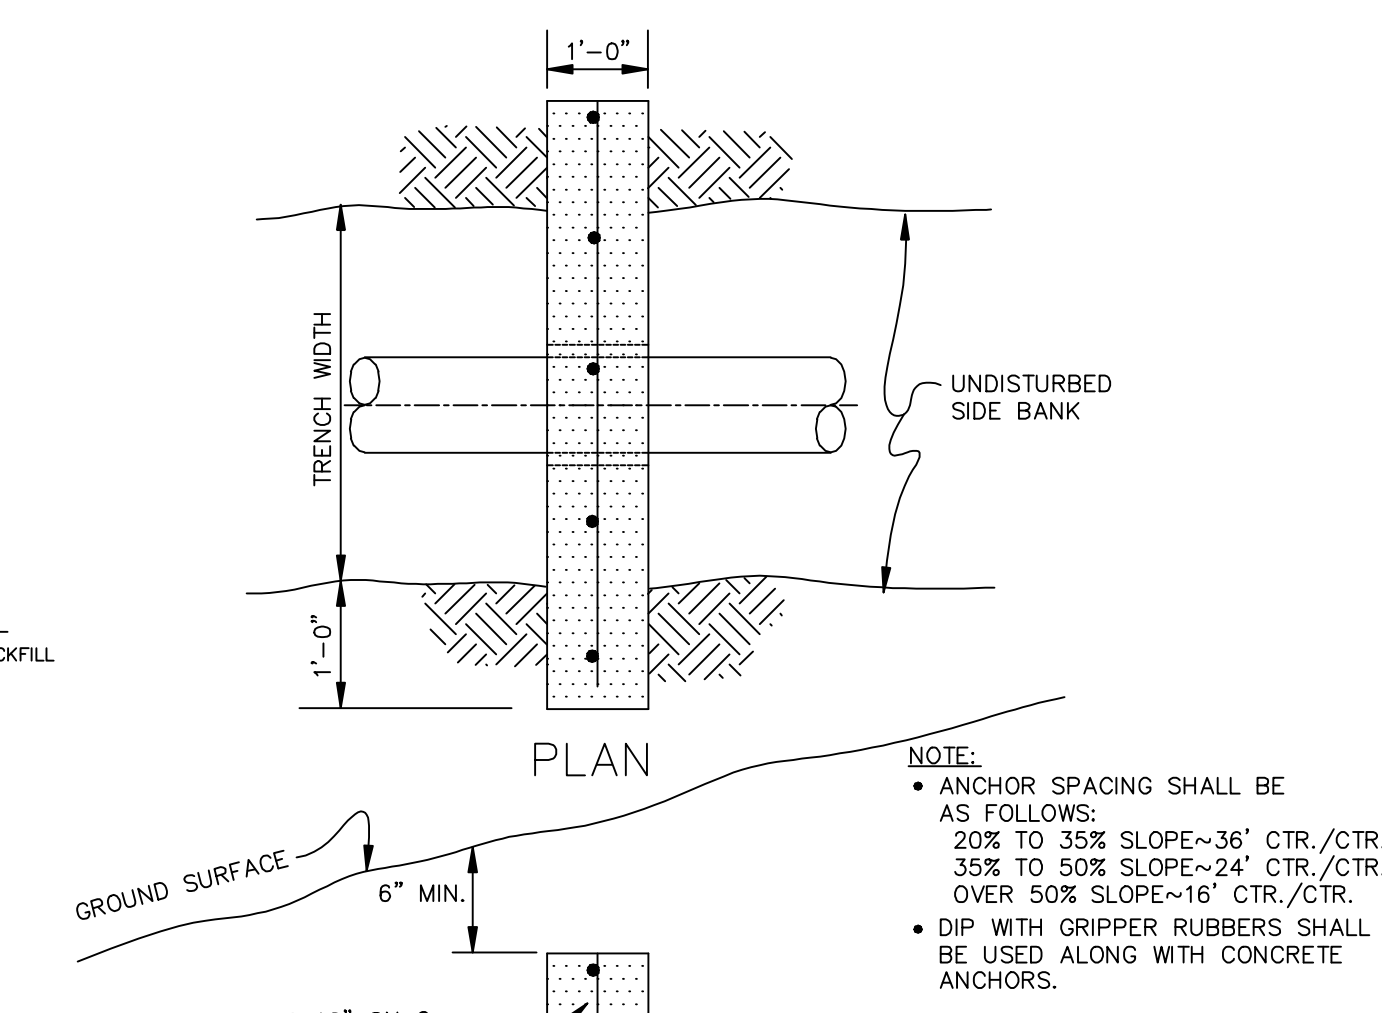 1'-0"
TRENCH WIDTH
UNDISTURBED
SIDE BANK
1'-0"
CKFILL
PLAN
NOTE:
• ANCHOR SPACING SHALL BE
AS FOLLOWS:
20% TO 35% SLOPE~36' CTR./CTR.
35% TO 50% SLOPE~24' CTR./CTR.
OVER 50% SLOPE~16' CTR./CTR.
• DIP WITH GRIPPER RUBBERS SHALL
BE USED ALONG WITH CONCRETE
ANCHORS.
GROUND SURFACE
6" MIN.